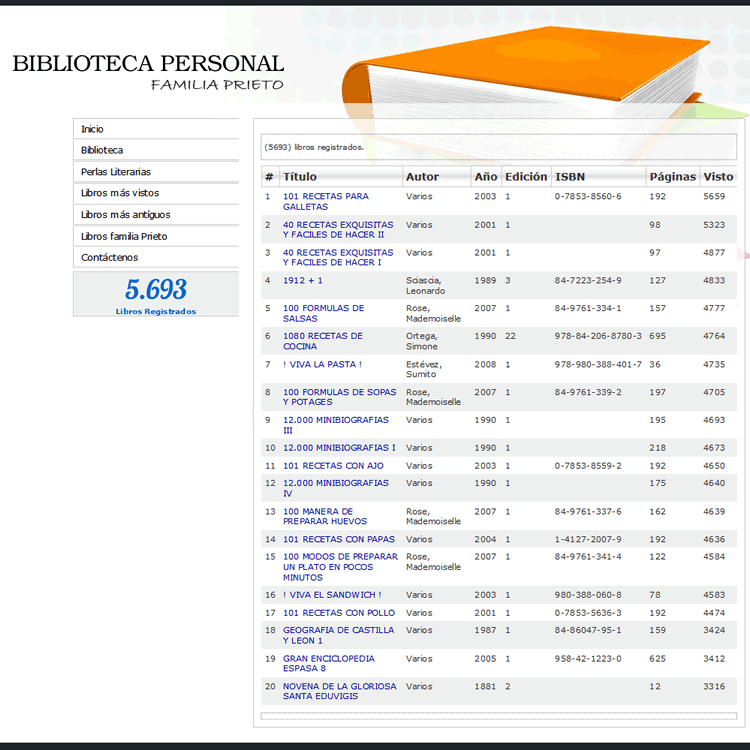 BIBLIOTECA PERSONAL
FAMILIA PRIETO
Inicio
Biblioteca
Perlas Literarias
Libros más vistos
Libros más antíguos
Libros familia Prieto
Contáctenos
5.693
Libros Registrados
(5693) libros registrados.
# Título Autor Año Edición ISBN Páginas Visto
1 101 RECETAS PARA Varios 2003 1 0-7853-8560-6 192 5659
GALLETAS
2 40 RECETAS EXQUISITAS Varios 2001 1 98 5323
Y FACILES DE HACER II
3 40 RECETAS EXQUISITAS Varios 2001 1 97 4877
Y FACILES DE HACER I
4 1912 + 1 Sciascia, 1989 3 84-7223-254-9 127 4833
Leonardo
5 100 FORMULAS DE Rose, 2007 1 84-9761-334-1 157 4777
SALSAS Mademoiselle
6 1080 RECETAS DE Ortega, 1990 22 978-84-206-8780-3 695 4764
COCINA Simone
7 ! VIVA LA PASTA ! Estévez, 2008 1 978-980-388-401-7 36 4735
Sumito
8 100 FORMULAS DE SOPAS Rose, 2007 1 84-9761-339-2 197 4705
Y POTAGES Mademoiselle
9 12.000 MINIBIOGRAFIAS Varios 1990 1 195 4693
III
10 12.000 MINIBIOGRAFIAS I Varios 1990 1 218 4673
11 101 RECETAS CON AJO Varios 2003 1 0-7853-8559-2 192 4650
12 12.000 MINIBIOGRAFIAS Varios 1990 1 175 4640
IV
13 100 MANERA DE Rose, 2007 1 84-9761-337-6 162 4639
PREPARAR HUEVOS Mademoiselle
14 101 RECETAS CON PAPAS Varios 2004 1 1-4127-2007-9 192 4636
15 100 MODOS DE PREPARAR Rose, 2007 1 84-9761-341-4 122 4584
UN PLATO EN POCOS Mademoiselle
MINUTOS
16 ! VIVA EL SANDWICH ! Varios 2003 1 980-388-060-8 78 4583
17 101 RECETAS CON POLLO Varios 2001 1 0-7853-5636-3 192 4474
18 GEOGRAFIA DE CASTILLA Varios 1987 1 84-86047-95-1 159 3424
Y LEON 1
19 GRAN ENCICLOPEDIA Varios 2005 1 958-42-1223-0 625 3412
ESPASA 8
20 NOVENA DE LA GLORIOSA Varios 1881 2 12 3316
SANTA EDUVIGIS